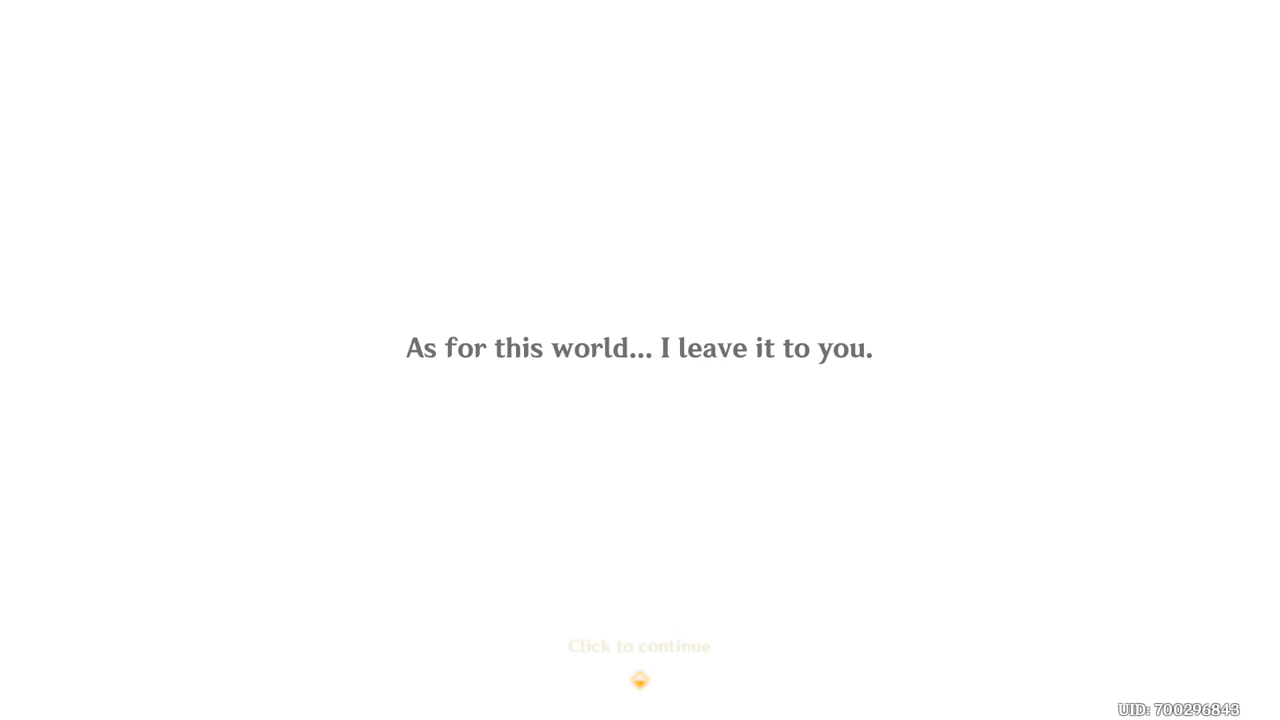 As for this world... I leave it to you.
Click to continue
UID: 700296843